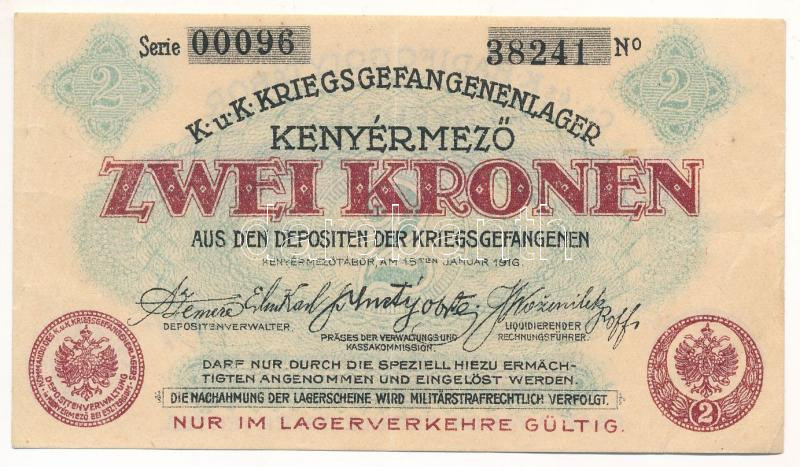 Serie 00096 38241 Nº
2 2
K.u.K. KRIEGSGEFANGENENLAGER
KENYÉRMEZŐ
ZWEI KRONEN
AUS DEN DEPOSITEN DER KRIEGSGEFANGENEN
KENYÉRMEZŐTÁBOR, AM 15TEN JANUAR 1916.
DEPOSITENVERWALTER.
PRÄSES DER VERWALTUNGS UND
KASSAKOMMISSION.
LIQUIDIERENDER
RECHNUNGSFÜHRER.
DARF NUR DURCH DIE SPEZIELL HIEZU ERMÄCH-
TIGTEN ANGENOMMEN UND EINGELÖST WERDEN.
DIE NACHAHMUNG DER LAGERSCHEINE WIRD MILITÄRSTRAFRECHTLICH VERFOLGT.
NUR IM LAGERVERKEHRE GÜLTIG.
DEPOSITENVERWALTUNG
2